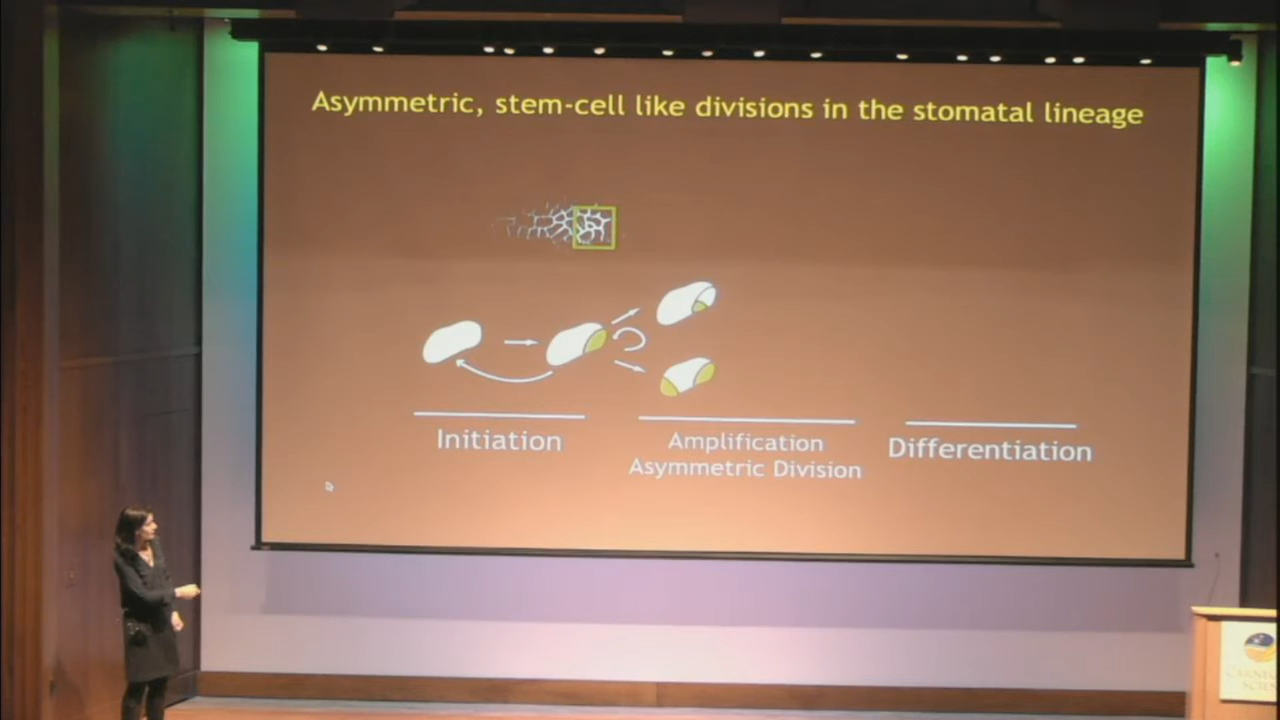 Asymmetric, stem-cell like divisions in the stomatal lineage
Initiation
Amplification
Asymmetric Division
Differentiation